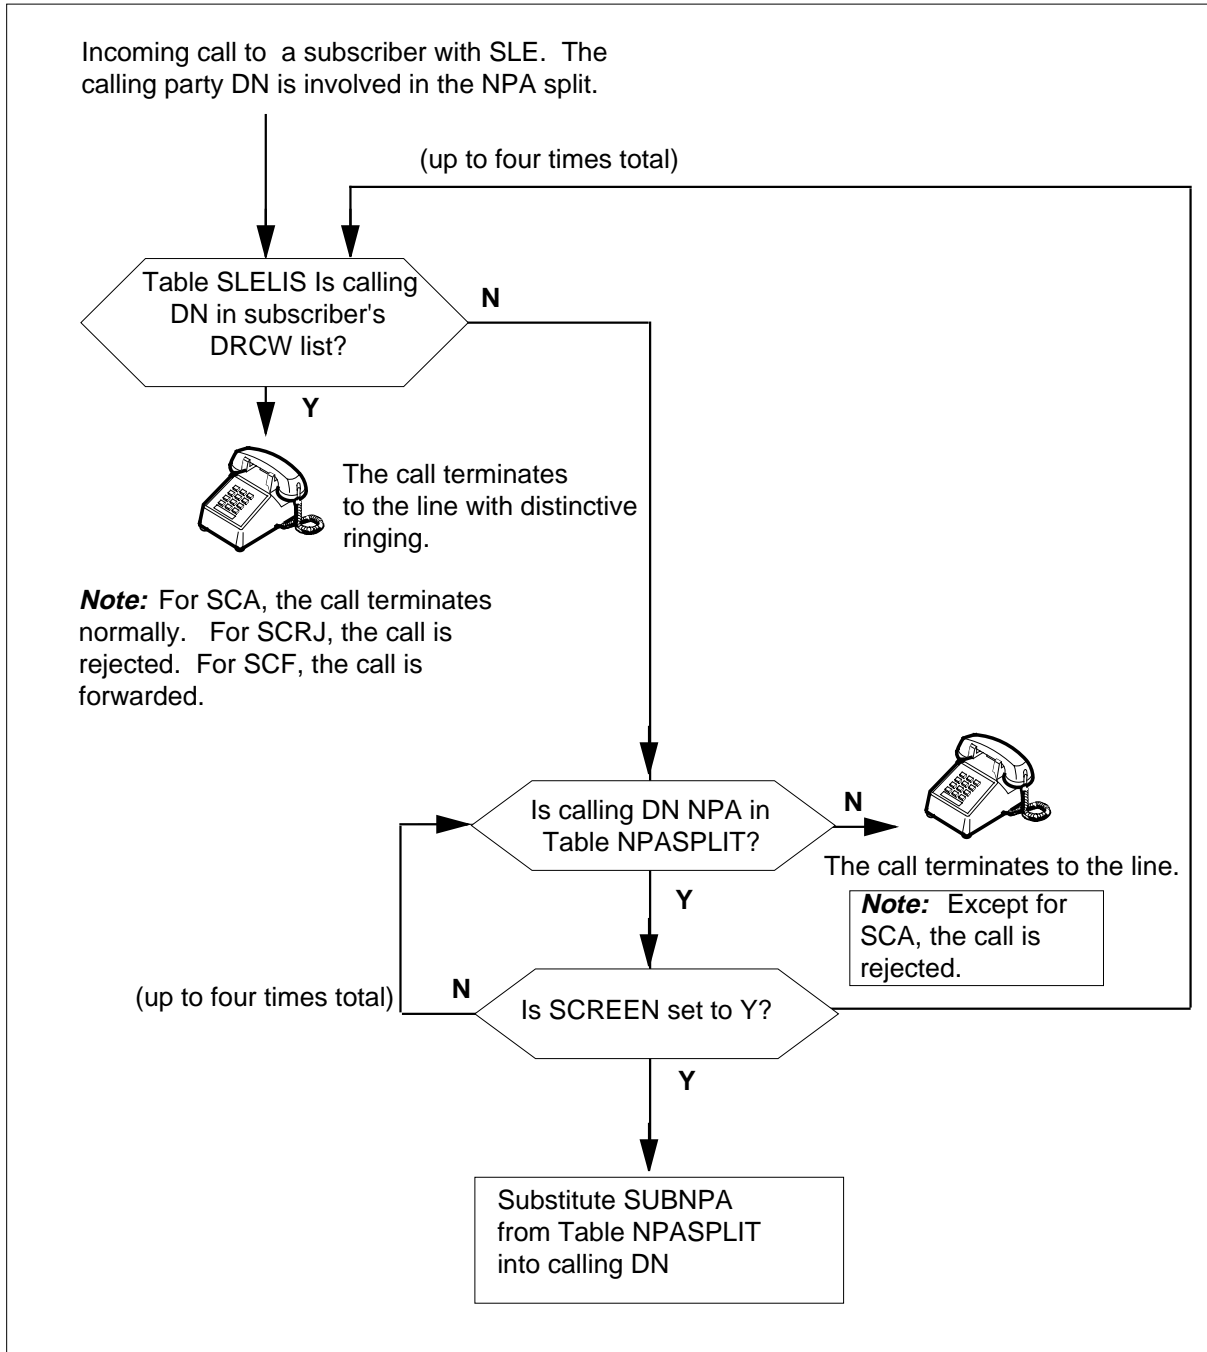 Incoming call to a subscriber with SLE. The
calling party DN is involved in the NPA split.
(up to four times total)
Table SLELIS Is calling
DN in subscriber's
DRCW list?
N
Y
The call terminates
to the line with distinctive
ringing.
Note: For SCA, the call terminates
normally. For SCRJ, the call is
rejected. For SCF, the call is
forwarded.
Is calling DN NPA in
Table NPASPLIT?
N
The call terminates to the line.
Y
Note: Except for
SCA, the call is
rejected.
(up to four times total)
N
Is SCREEN set to Y?
Y
Substitute SUBNPA
from Table NPASPLIT
into calling DN